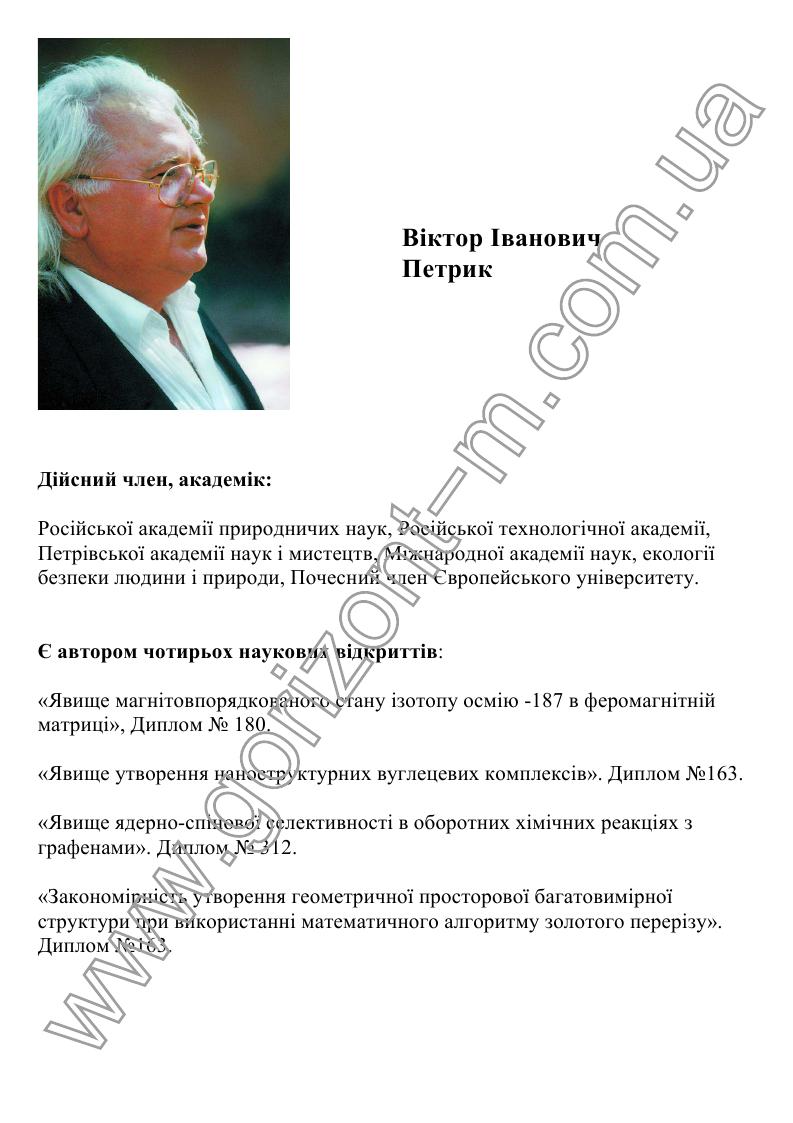 Віктор Іванович
Петрик
Дійсний член, академік:
Російської академії природничих наук, Російської технологічної академії,
Петрівської академії наук і мистецтв, Міжнародної академії наук, екології
безпеки людини і природи, Почесний член Європейського університету.
Є автором чотирьох наукових відкриттів:
«Явище магнітовпорядкованого стану ізотопу осмію -187 в феромагнітній
матриці», Диплом № 180.
«Явище утворення наноструктурних вуглецевих комплексів». Диплом №163.
«Явище ядерно-спінової селективності в оборотних хімічних реакціях з
графенами». Диплом № 312.
«Закономірність утворення геометричної просторової багатовимірної
структури при використанні математичного алгоритму золотого перерізу».
Диплом №163.
www.gorizont-m.com.ua